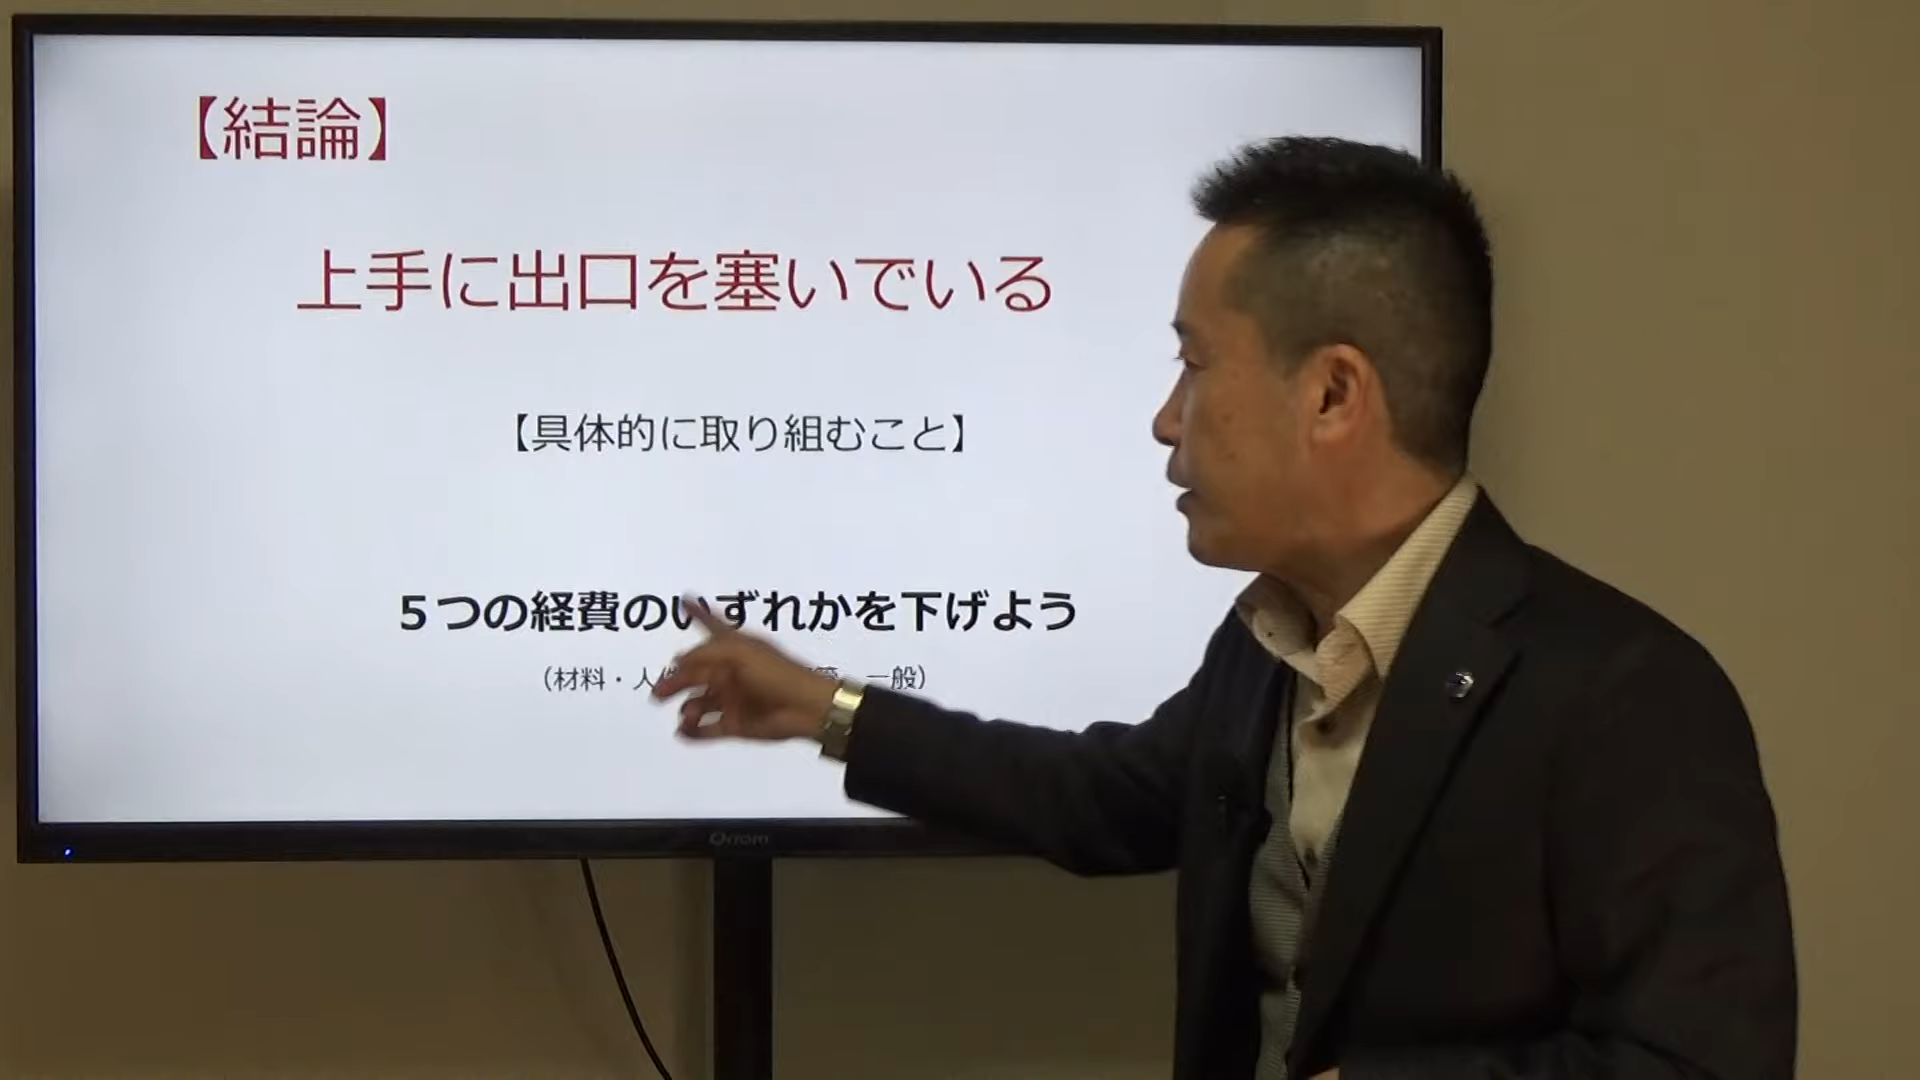 【結論】
上手に出口を塞いでいる
【具体的に取り組むこと】
５つの経費のいずれかを下げよう
（材料・人 一般）